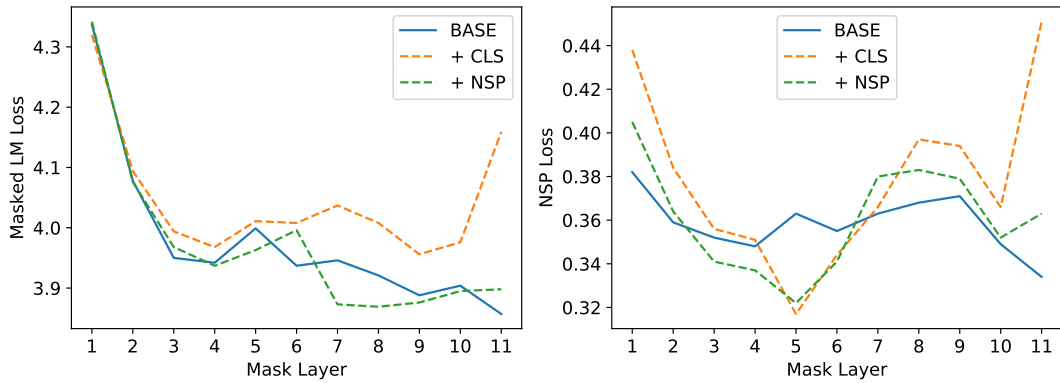 Masked LM Loss
4.3
4.2
4.1
4.0
3.9
BASE
+ CLS
+ NSP
1 2 3 4 5 6 7 8 9 10 11
Mask Layer
NSP Loss
0.44
0.42
0.40
0.38
0.36
0.34
0.32
BASE
+ CLS
+ NSP
1 2 3 4 5 6 7 8 9 10 11
Mask Layer